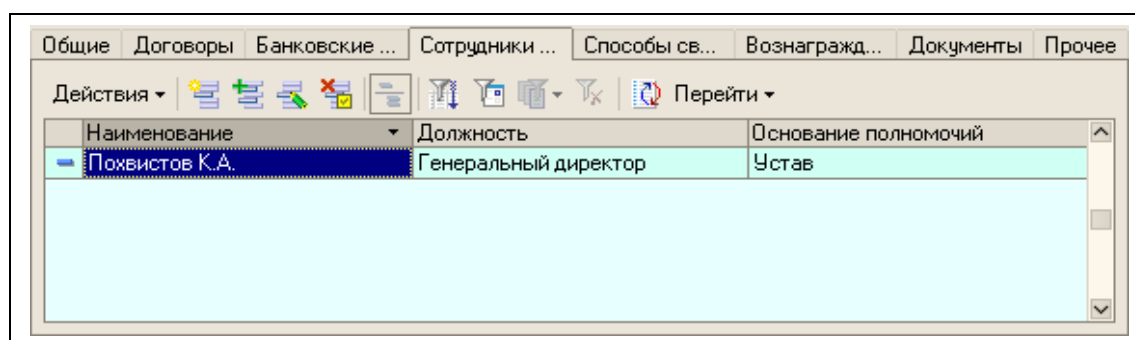 Общие Договоры Банковские ... Сотрудники ... Способы св... Вознагражд... Документы Прочее
Действия Перейти
Наименование Должность Основание полномочий
Похвистов К.А. Генеральный директор Устав